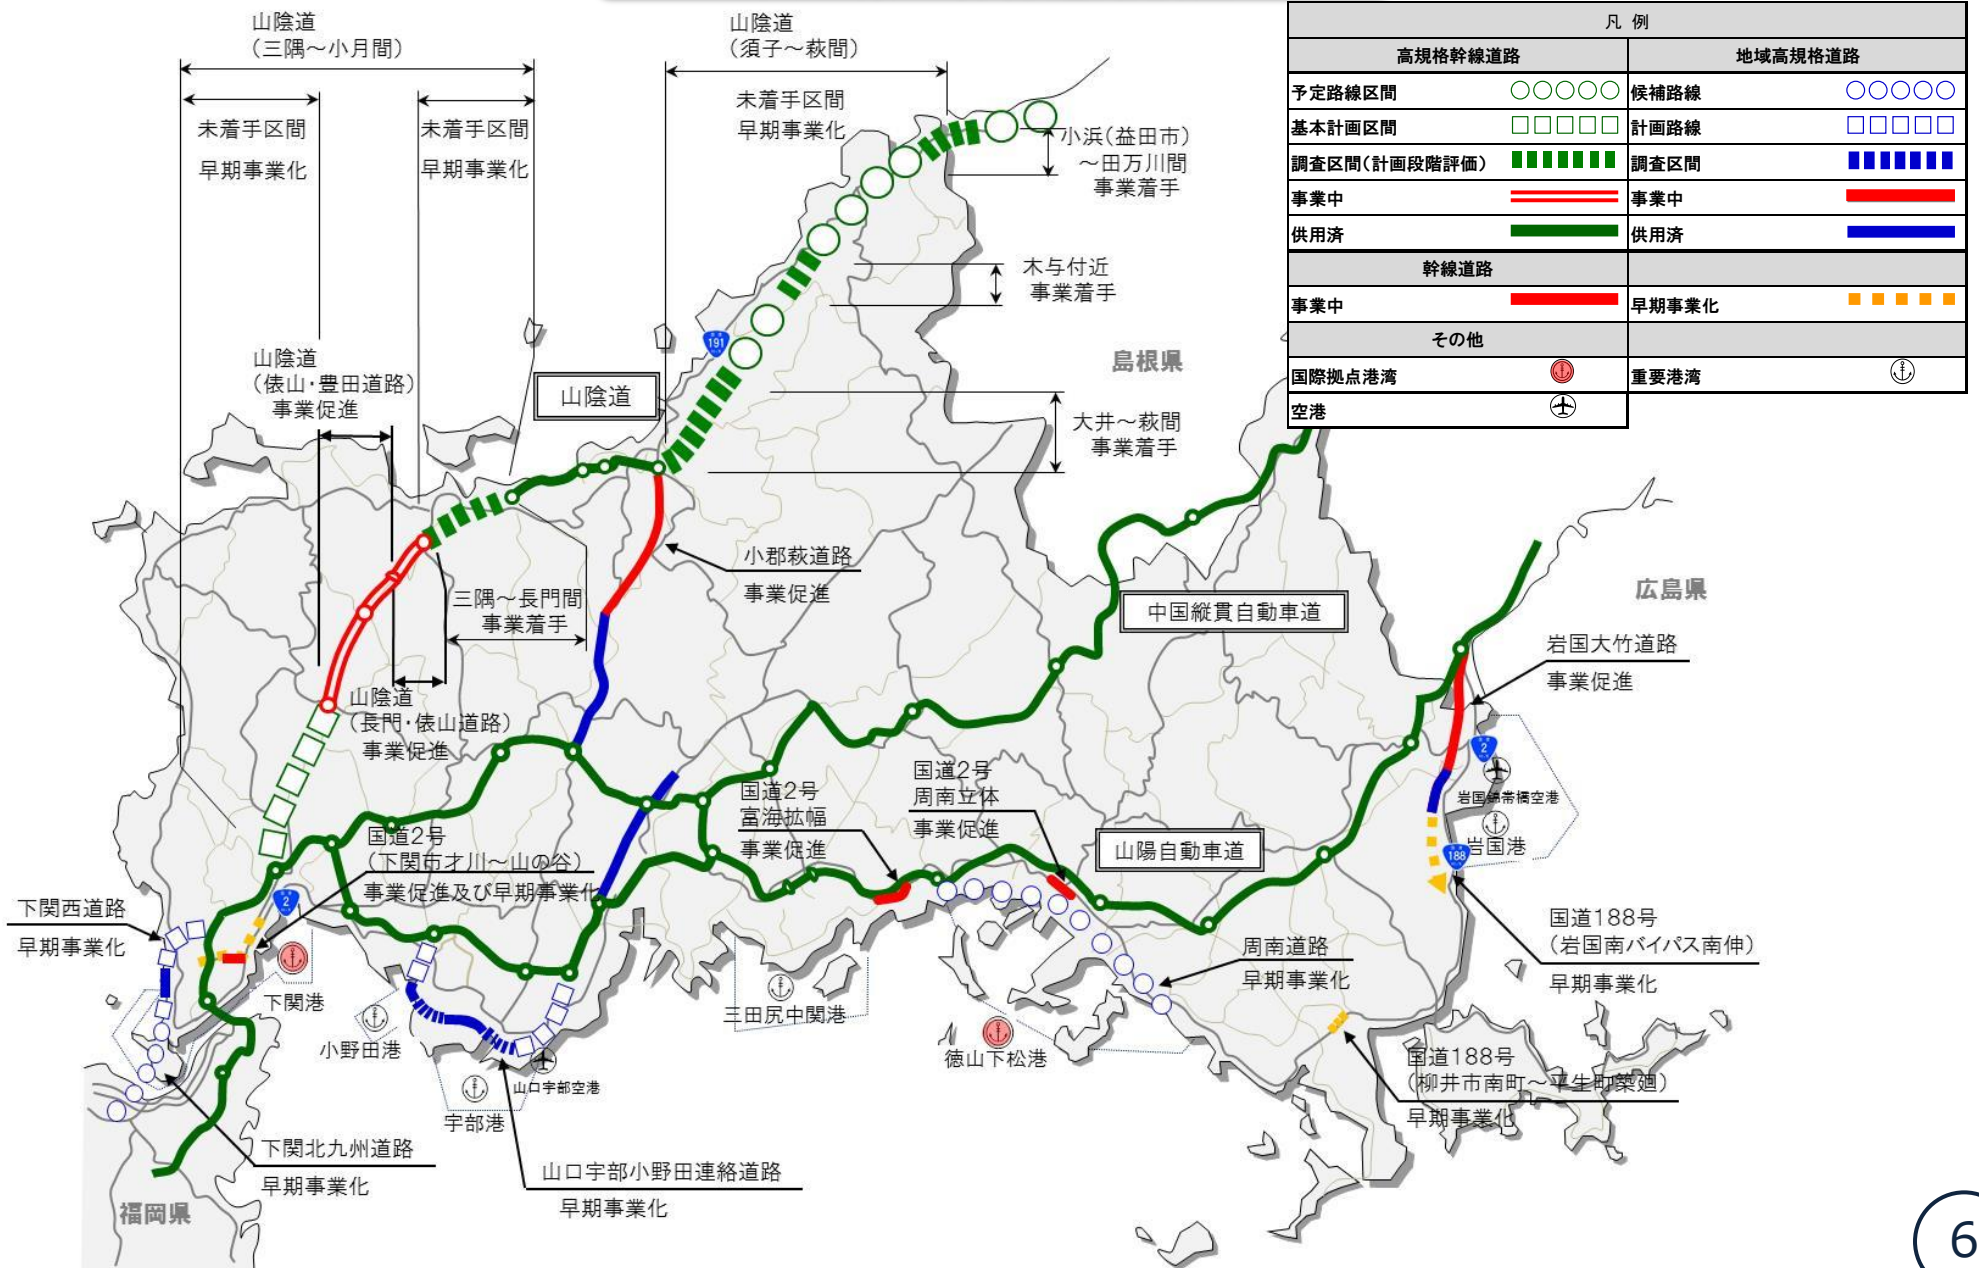 山陰道
(三隅～小月間)
未着手区間
早期事業化
未着手区間
早期事業化
山陰道
(須子～萩間)
未着手区間
早期事業化
小浜(益田市)
～田万川間
事業着手
木与付近
事業着手
大井～萩間
事業着手
191
島根県
山陰道
(俵山・豊田道路)
事業促進
山陰道
小郡萩道路
事業促進
三隅～長門間
事業着手
山陰道
(長門・俵山道路)
事業促進
中国縦貫自動車道
広島県
岩国大竹道路
事業促進
2
岩国錦帯橋空港
岩国港
188
国道2号
富海拡幅
事業促進
国道2号
周南立体
事業促進
山陽自動車道
国道2号
(下関市才川～山の谷)
事業促進及び早期事業化
2
下関西道路
早期事業化
下関港
小野田港
宇部港
山口宇部空港
三田尻中関港
徳山下松港
周南道路
早期事業化
国道188号
(岩国南バイパス南伸)
早期事業化
国道188号
(柳井市南町～平生町築廻)
早期事業化
下関北九州道路
早期事業化
山口宇部小野田連絡道路
早期事業化
福岡県
凡 例
高規格幹線道路 地域高規格道路
予定路線区間 候補路線
基本計画区間 計画路線
調査区間(計画段階評価) 調査区間
事業中 事業中
供用済 供用済
幹線道路
事業中 早期事業化
その他
国際拠点港湾 重要港湾
空港
6